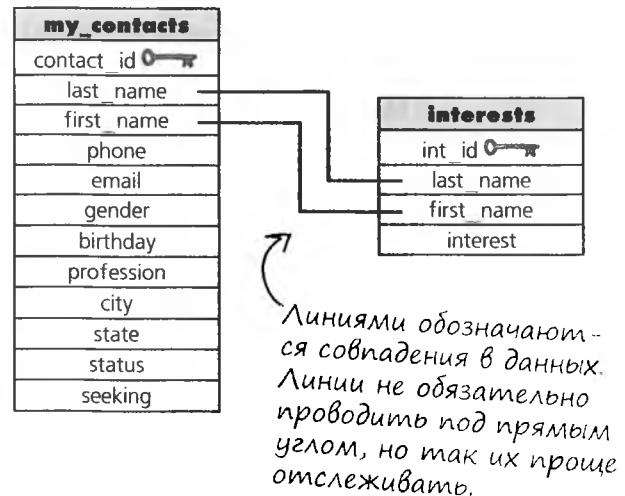 my_contacts
contact_id
last_name
first_name
phone
email
gender
birthday
profession
city
state
status
seeking
interests
int_id
last_name
first_name
interest
Линиями обозначают-
ся совпадения в данных.
Линии не обязательно
проводить под прямым
углом, но так их проще
отслеживать.